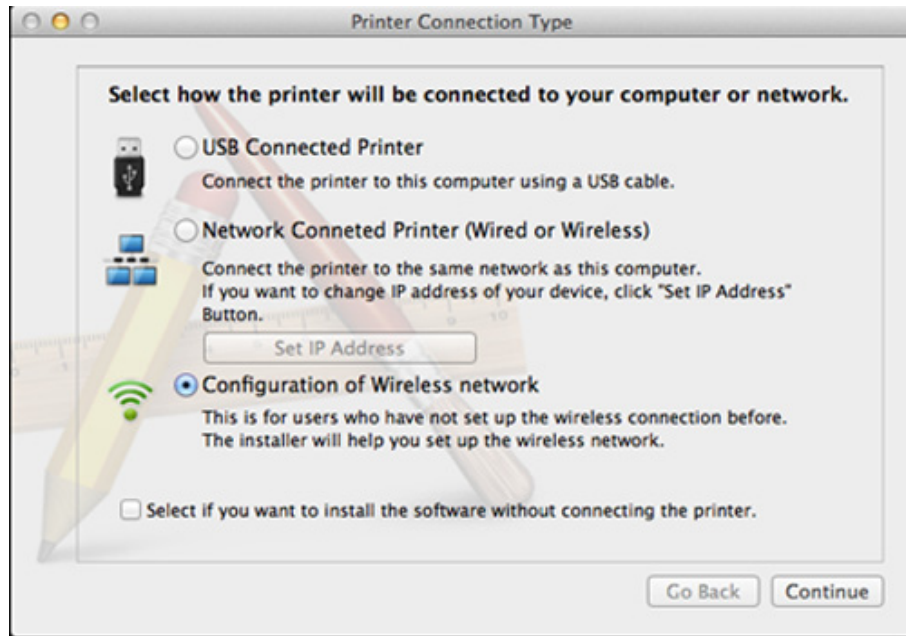 Printer Connection Type
Select how the printer will be connected to your computer or network.
USB Connected Printer
Connect the printer to this computer using a USB cable.
Network Conneted Printer (Wired or Wireless)
Connect the printer to the same network as this computer.
If you want to change IP address of your device, click "Set IP Address"
Button.
Set IP Address
Configuration of Wireless network
This is for users who have not set up the wireless connection before.
The installer will help you set up the wireless network.
Select if you want to install the software without connecting the printer.
Go Back
Continue